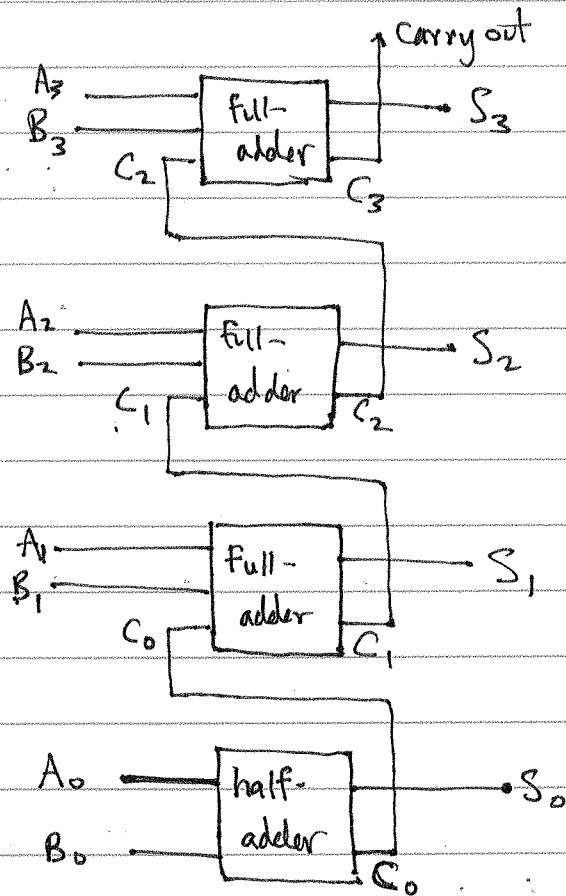 carry out
A₃
full-adder
S₃
B₃
C₂
C₃
A₂
full-adder
S₂
B₂
C₁
C₂
A₁
Full-adder
S₁
B₁
C₀
C₁
A₀
half-adder
S₀
B₀
C₀